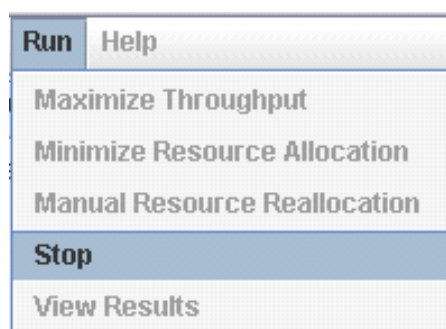 Run Help
Maximize Throughput
Minimize Resource Allocation
Manual Resource Reallocation
Stop
View Results